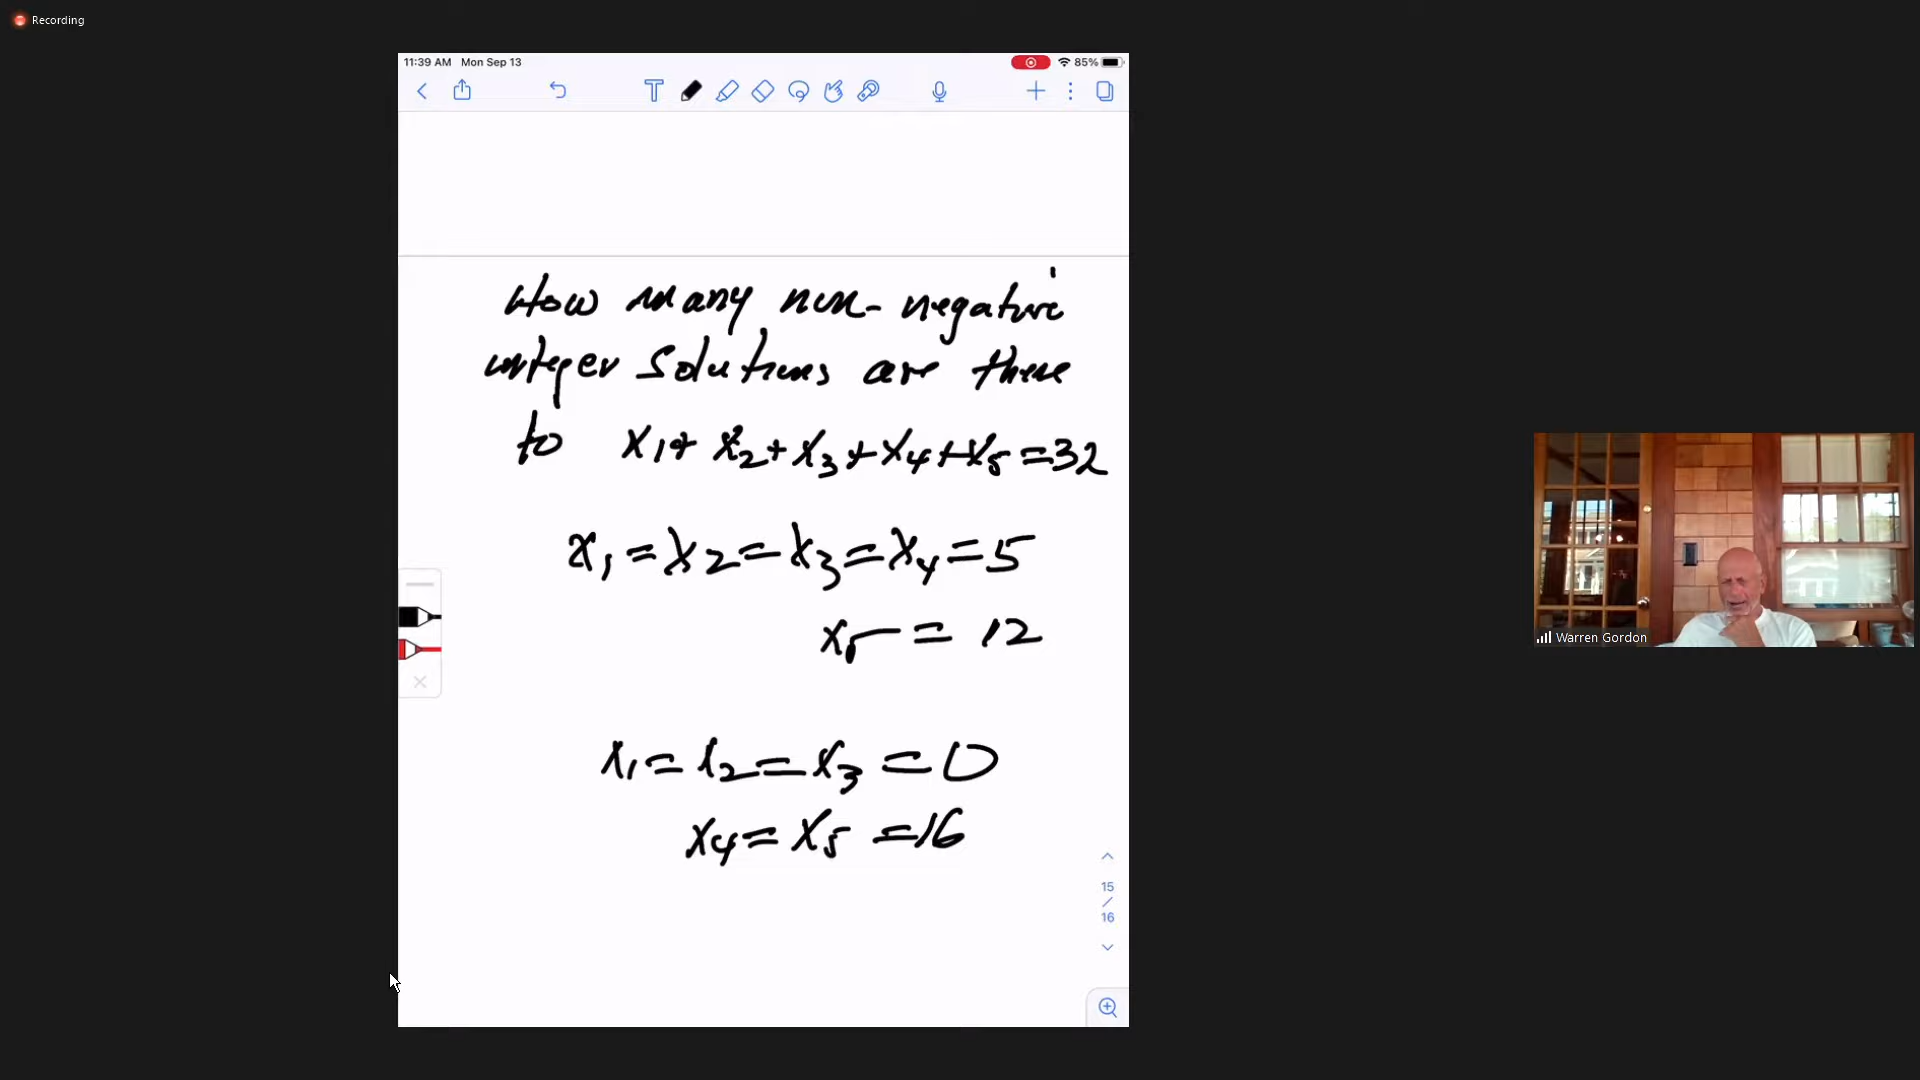 Recording
11:39 AM Mon Sep 13
85%
How many non-negative
integer solutions are there
to x₁+ x₂+x₃+x₄+x₅=32
x₁=x₂=x₃=x₄=5
x₅= 12
x₁=x₂=x₃=0
x₄=x₅=16
15
/
16
Warren Gordon